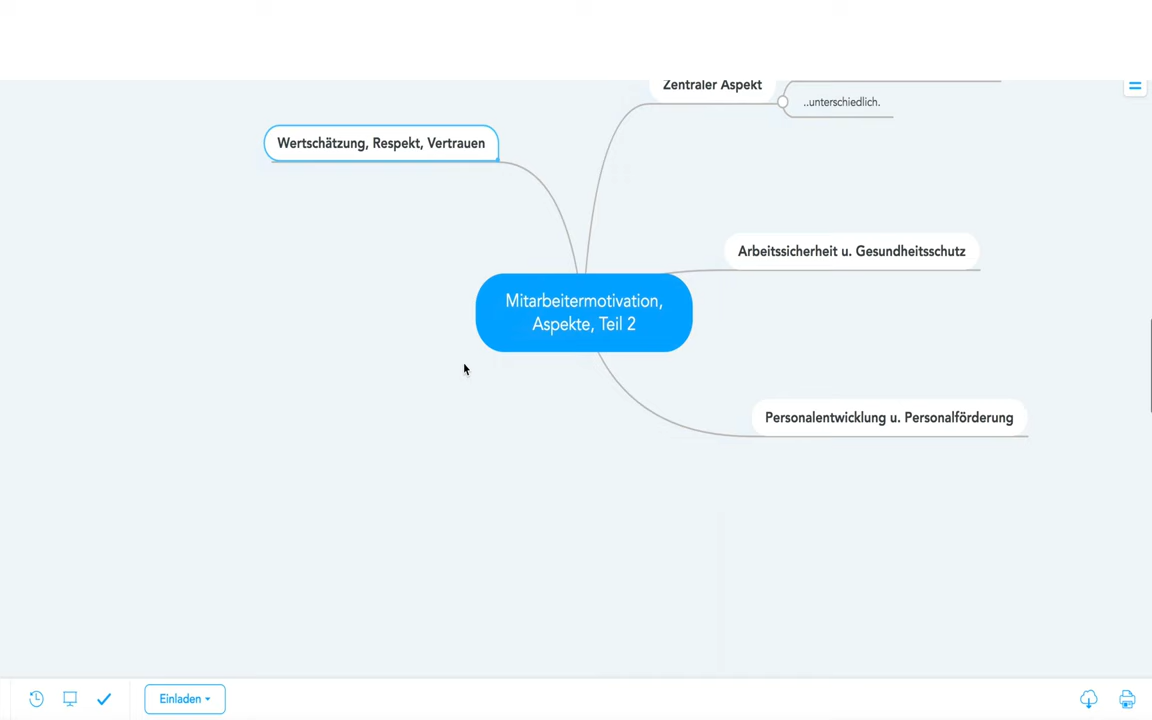 Zentraler Aspekt
..unterschiedlich.
Wertschätzung, Respekt, Vertrauen
Arbeitssicherheit u. Gesundheitsschutz
Mitarbeitermotivation,
Aspekte, Teil 2
Personalentwicklung u. Personalförderung
Einladen